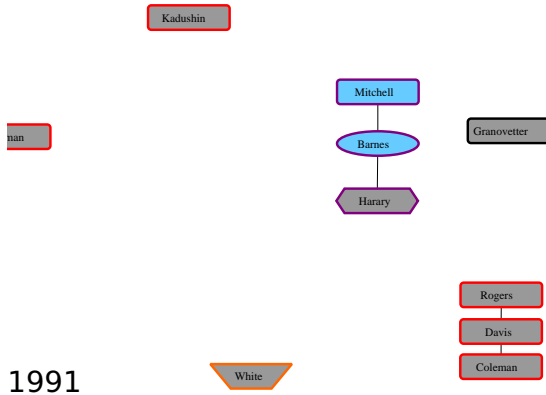 Kadushin
Mitchell
Barnes
Granovetter
Harary
Rogers
Davis
Coleman
White
1991